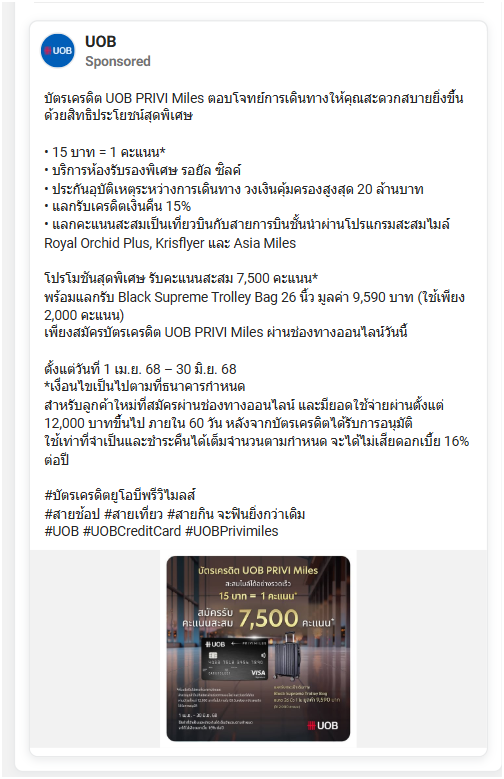 UOB
UOB
Sponsored
บัตรเครดิต UOB PRIVI Miles ตอบโจทย์การเดินทางให้คุณสะดวกสบายยิ่งขึ้น
ด้วยสิทธิประโยชน์สุดพิเศษ
• 15 บาท = 1 คะแนน*
• บริการห้องรับรองพิเศษ รอยัล ซิลค์
• ประกันอุบัติเหตุระหว่างการเดินทาง วงเงินคุ้มครองสูงสุด 20 ล้านบาท
• แลกรับเครดิตเงินคืน 15%
• แลกคะแนนสะสมเป็นเที่ยวบินกับสายการบินชั้นนำผ่านโปรแกรมสะสมไมล์
Royal Orchid Plus, Krisflyer และ Asia Miles
โปรโมชันสุดพิเศษ รับคะแนนสะสม 7,500 คะแนน*
พร้อมแลกรับ Black Supreme Trolley Bag 26 นิ้ว มูลค่า 9,590 บาท (ใช้เพียง
2,000 คะแนน)
เพียงสมัครบัตรเครดิต UOB PRIVI Miles ผ่านช่องทางออนไลน์วันนี้
ตั้งแต่วันที่ 1 เม.ย. 68 – 30 มิ.ย. 68
*เงื่อนไขเป็นไปตามที่ธนาคารกำหนด
สำหรับลูกค้าใหม่ที่สมัครผ่านช่องทางออนไลน์ และมียอดใช้จ่ายผ่านตั้งแต่
12,000 บาทขึ้นไป ภายใน 60 วัน หลังจากบัตรเครดิตได้รับการอนุมัติ
ใช้เท่าที่จำเป็นและชำระคืนได้เต็มจำนวนตามกำหนด จะได้ไม่เสียดอกเบี้ย 16%
ต่อปี
#บัตรเครดิตยูโอบีพรีวิไมลส์
#สายช้อป #สายเที่ยว #สายกิน จะฟินยิ่งกว่าเดิม
#UOB #UOBCreditCard #UOBPrivimiles
บัตรเครดิต UOB PRIVI Miles
สะสมไมล์ได้อย่างรวดเร็ว
15 บาท = 1 คะแนน*
สมัครรับ
คะแนนสะสม 7,500 คะแนน*
UOB
PRIVIMILES
VISA
Black Supreme Trolley Bag
1 เม.ย. - 30 มิ.ย. 68
UOB